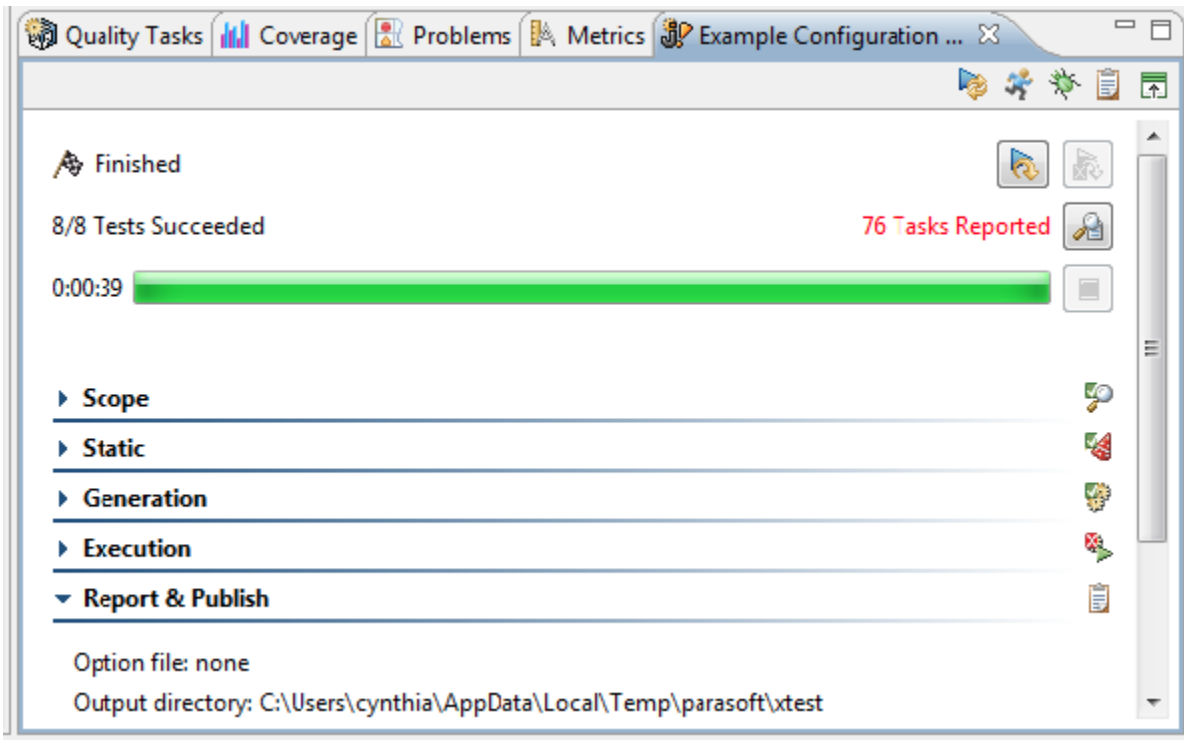 Quality Tasks Coverage Problems Metrics Example Configuration ...
Finished
8/8 Tests Succeeded 76 Tasks Reported
0:00:39
Scope
Static
Generation
Execution
Report & Publish
Option file: none
Output directory: C:\Users\cynthia\AppData\Local\Temp\parasoft\xtest